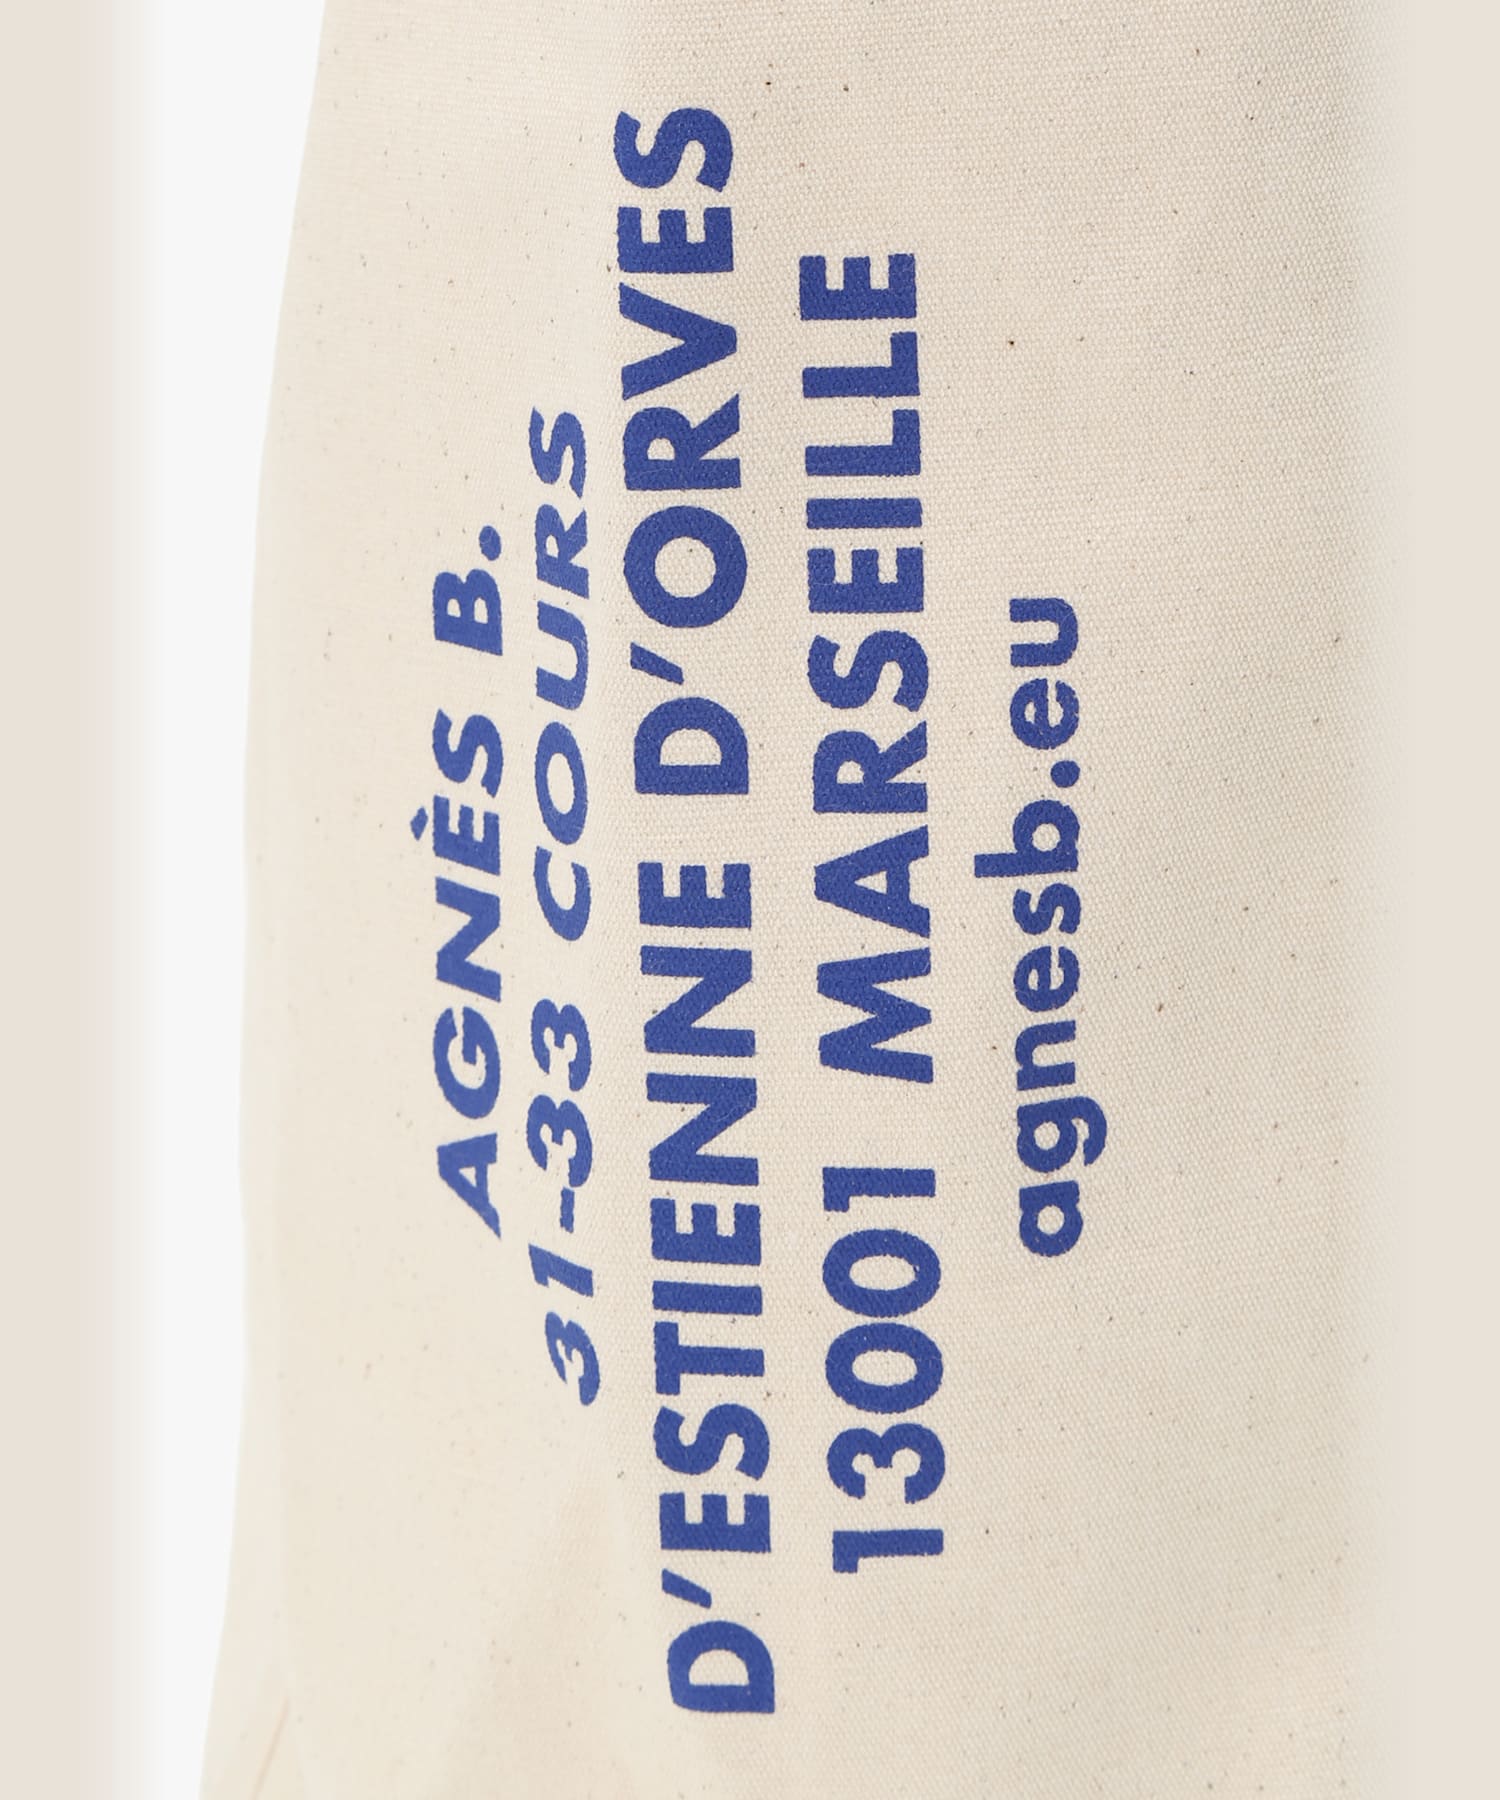 AGNÈS B.
31-33 COURS
D'ESTIENNE D'ORVES
13001 MARSEILLE
agnesb.eu